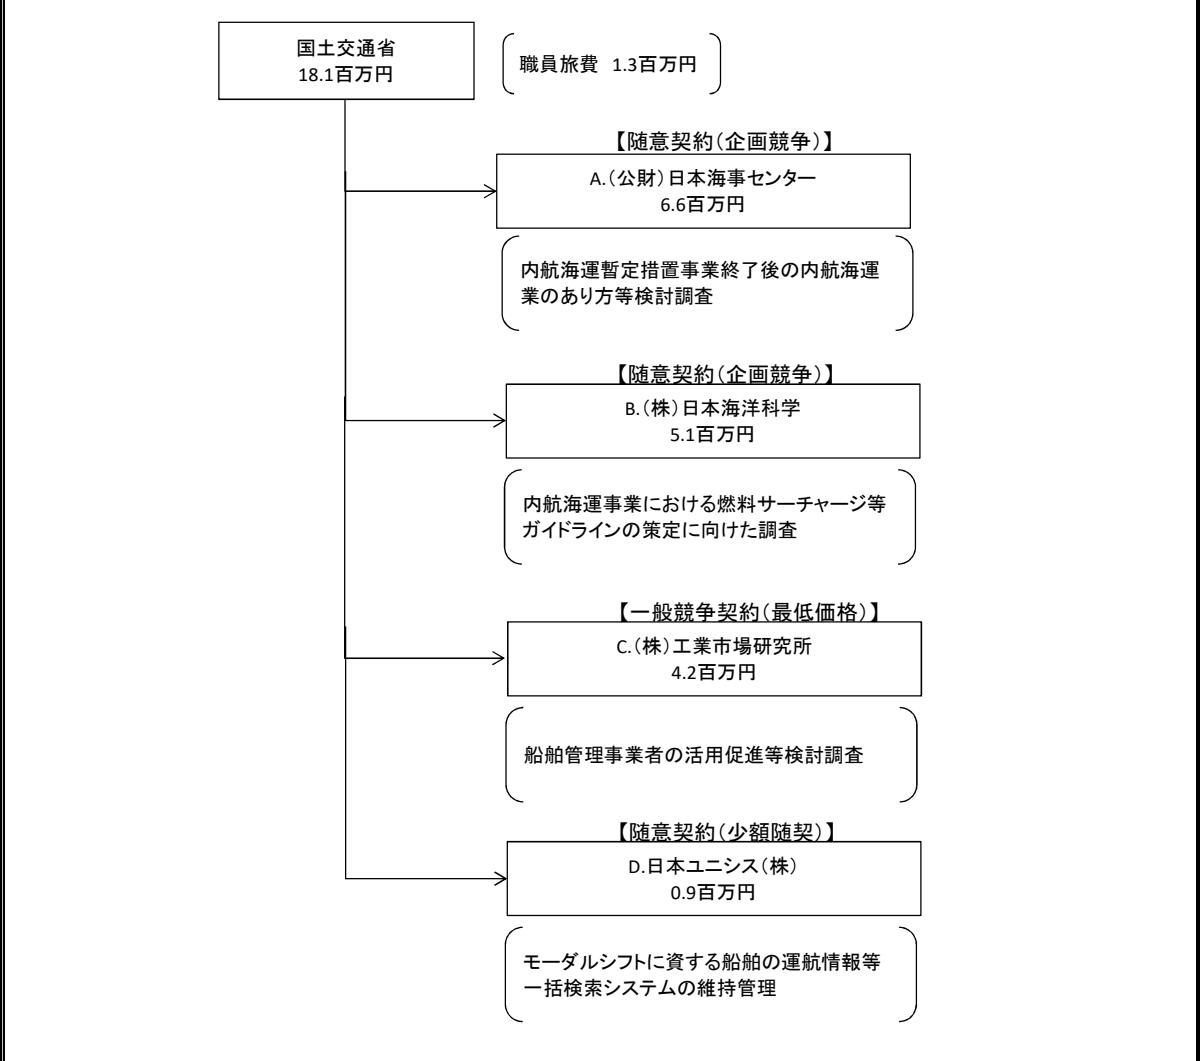 国土交通省
18.1百万円
職員旅費 1.3百万円
【随意契約(企画競争)】
A.(公財)日本海事センター
6.6百万円
内航海運暫定措置事業終了後の内航海運
業のあり方等検討調査
【随意契約(企画競争)】
B.(株)日本海洋科学
5.1百万円
内航海運事業における燃料サーチャージ等
ガイドラインの策定に向けた調査
【一般競争契約(最低価格)】
C.(株)工業市場研究所
4.2百万円
船舶管理事業者の活用促進等検討調査
【随意契約(少額随契)】
D.日本ユニシス(株)
0.9百万円
モーダルシフトに資する船舶の運航情報等
一括検索システムの維持管理